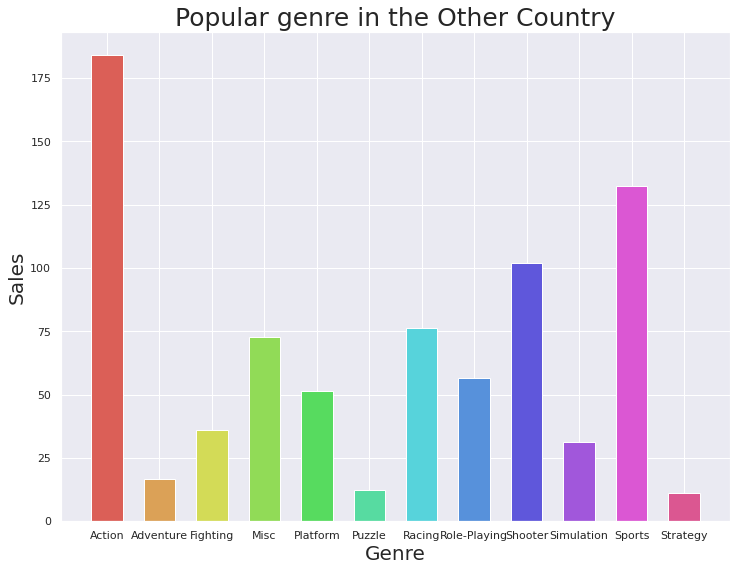 Popular genre in the Other Country
Sales
175
150
125
100
75
50
25
0
Action Adventure Fighting Misc Platform Puzzle Racing Role-Playing Shooter Simulation Sports Strategy
Genre